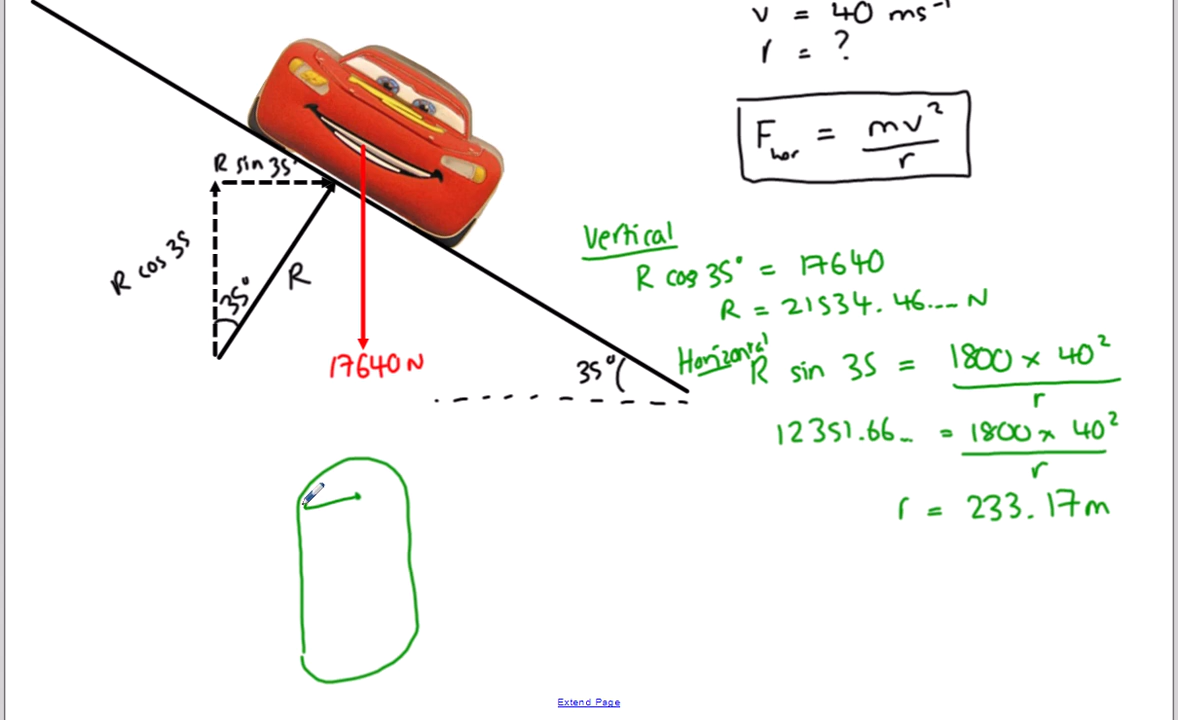 v = 40 ms⁻¹
r = ?
F hor = mv² / r
R sin 35°
R cos 35
35°
R
17640 N
35°
Vertical
R cos 35° = 17640
R = 21534.46.... N
Horizontal
R sin 35 = 1800 × 40² / r
12351.66.. = 1800 × 40² / r
r = 233.17m
Extend Page